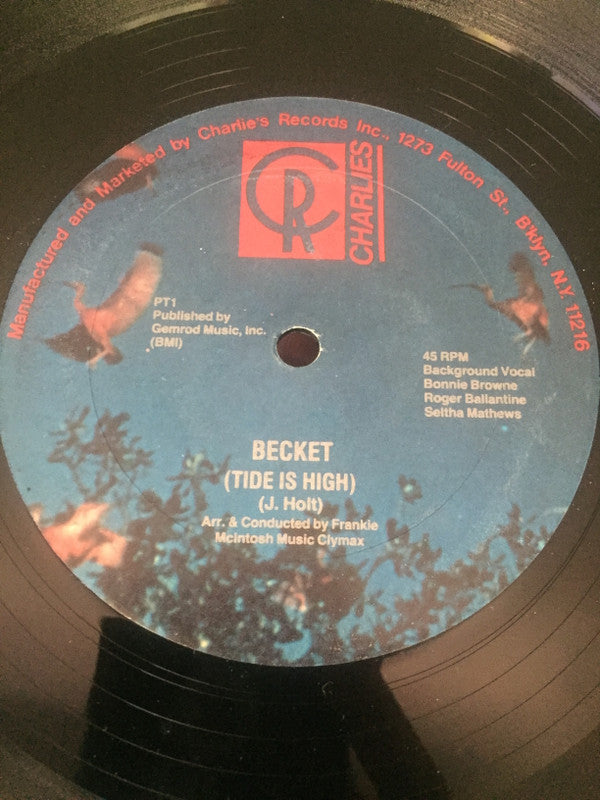 Manufactured and Marketed by Charlie's Records Inc., 1273 Fulton St., B'klyn, N.Y. 11216
CR
CHARLIES
PT1
Published by
Gemrod Music, Inc.
(BMI)
45 RPM
Background Vocal
Bonnie Browne
Roger Ballantine
Seltha Mathews
BECKET
(TIDE IS HIGH)
(J. Holt)
Arr. & Conducted by Frankie
McIntosh Music Clymax